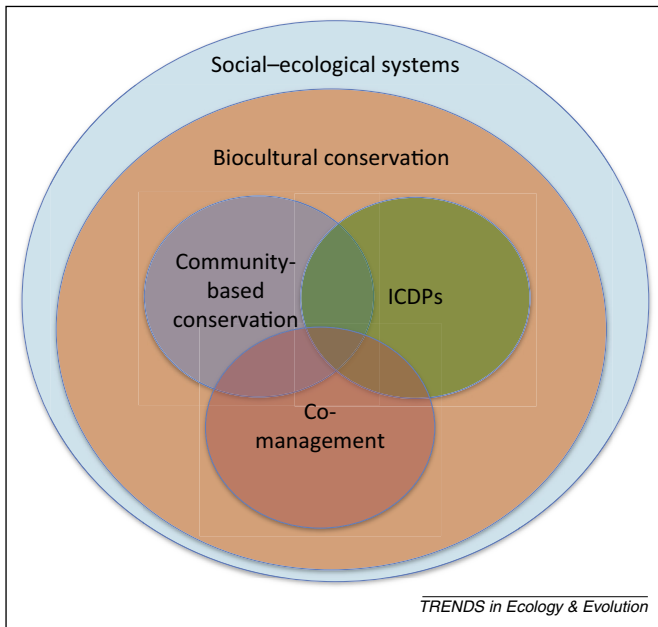 Social–ecological systems
Biocultural conservation
Community-
based
conservation
ICDPs
Co-
management
TRENDS in Ecology & Evolution